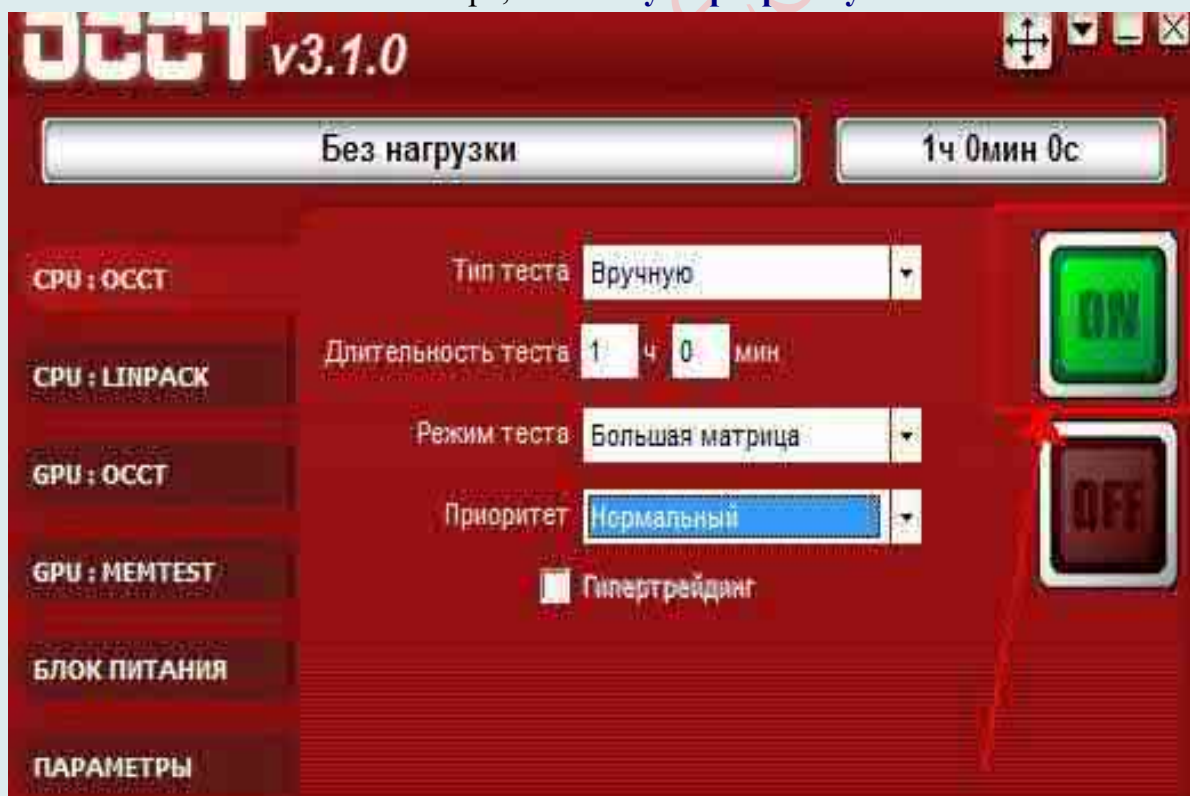 OCCT v3.1.0
Без нагрузки
1ч 0мин 0с
CPU : OCCT
CPU : LINPACK
GPU : OCCT
GPU : MEMTEST
БЛОК ПИТАНИЯ
ПАРАМЕТРЫ
Тип теста Вручную
Длительность теста 1 ч 0 мин
Режим теста Большая матрица
Приоритет Нормальный
Гипертрейдинг
ON
OFF